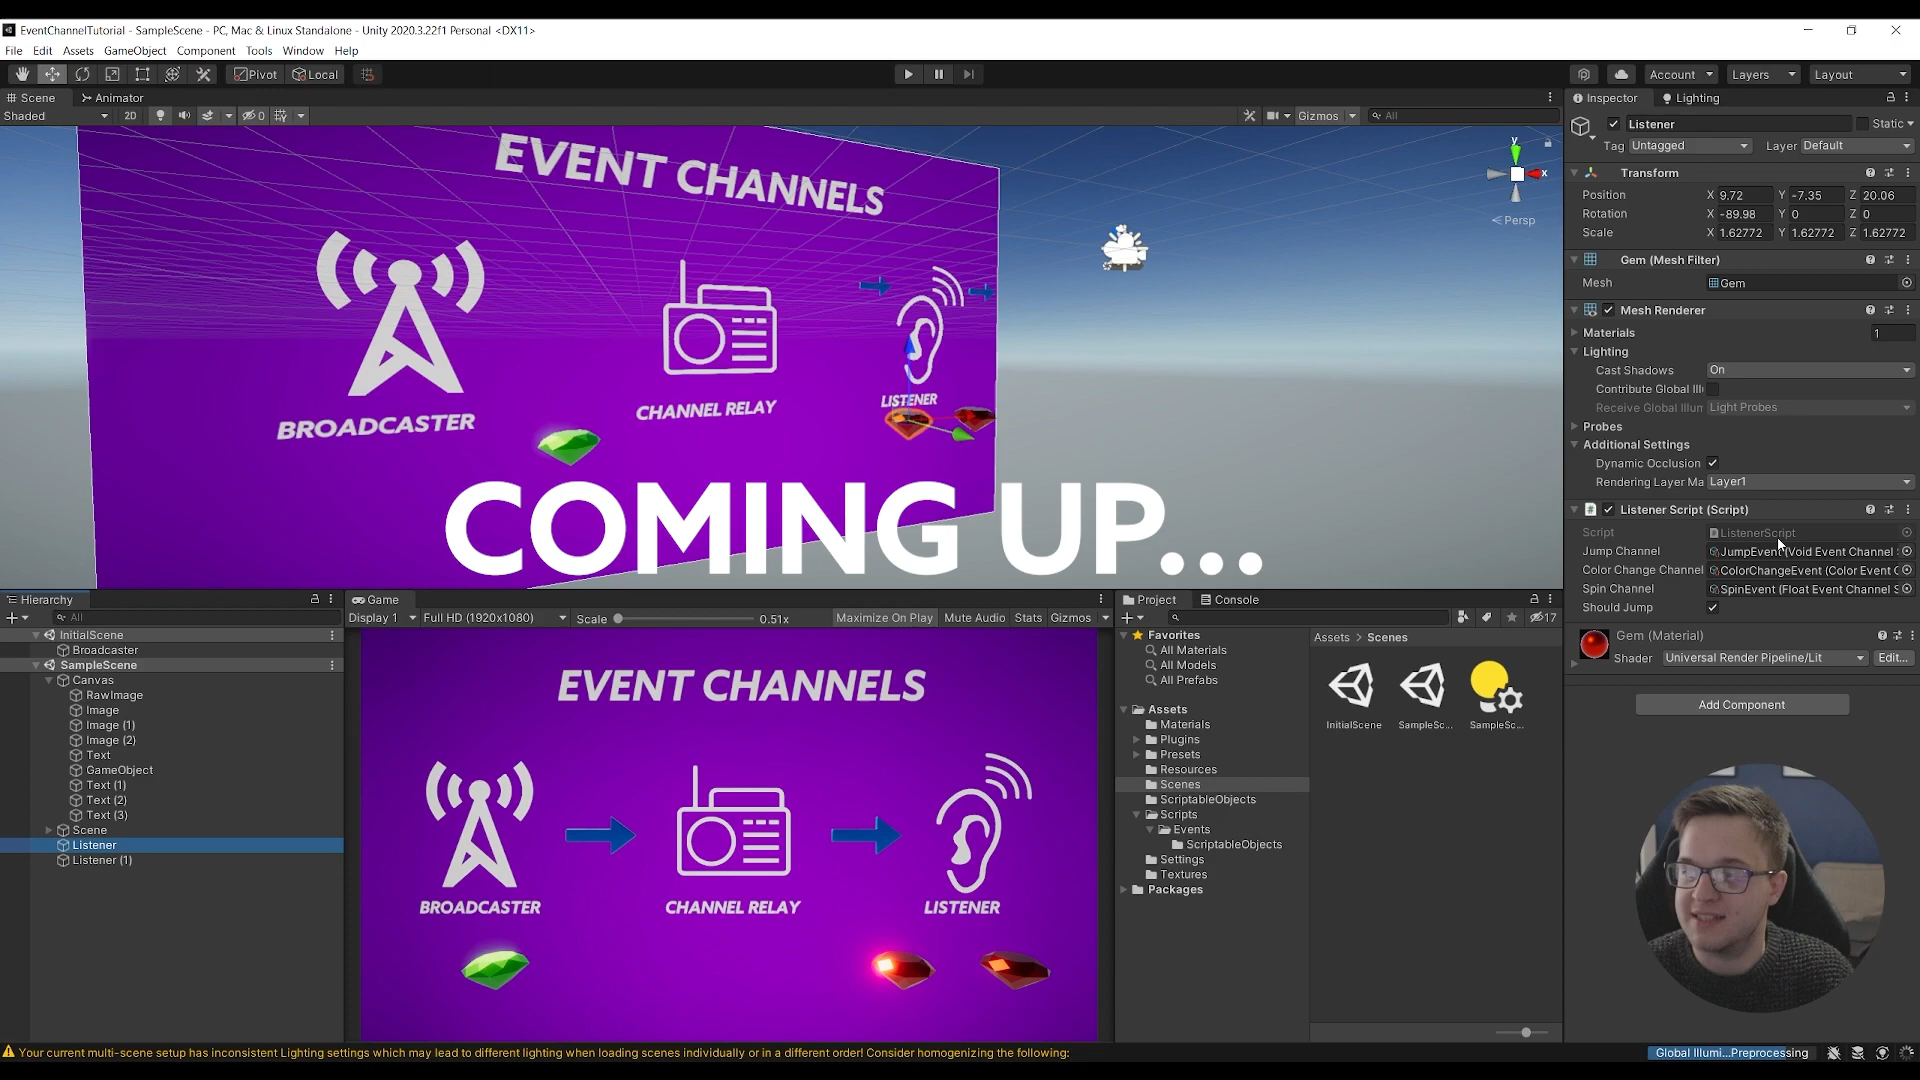 EventChannelTutorial - SampleScene - PC, Mac & Linux Standalone - Unity 2020.3.22f1 Personal <DX11>
File Edit Assets GameObject Component Tools Window Help
Pivot Local
Account Layers Layout
Scene Animator
Shaded 2D 0 Gizmos All
EVENT CHANNELS
BROADCASTER
CHANNEL RELAY
LISTENER
y
x
Persp
COMING UP...
Inspector Lighting
Listener Static
Tag Untagged Layer Default
Transform
Position X 9.72 Y -7.35 Z 20.06
Rotation X -89.98 Y 0 Z 0
Scale X 1.62772 Y 1.62772 Z 1.62772
Gem (Mesh Filter)
Mesh Gem
Mesh Renderer
Materials 1
Lighting
Cast Shadows On
Contribute Global Illu
Receive Global Illum Light Probes
Probes
Additional Settings
Dynamic Occlusion
Rendering Layer Ma Layer1
Listener Script (Script)
Script ListenerScript
Jump Channel JumpEvent (Void Event Channel S
Color Change Channel ColorChangeEvent (Color Event C
Spin Channel SpinEvent (Float Event Channel S
Should Jump
Gem (Material)
Shader Universal Render Pipeline/Lit Edit...
Add Component
Hierarchy
All
InitialScene
Broadcaster
SampleScene
Canvas
RawImage
Image
Image (1)
Image (2)
Text
GameObject
Text (1)
Text (2)
Text (3)
Scene
Listener
Listener (1)
Game
Display 1 Full HD (1920x1080) Scale 0.51x Maximize On Play Mute Audio Stats Gizmos
EVENT CHANNELS
BROADCASTER
CHANNEL RELAY
LISTENER
Project Console
17
Favorites
All Materials
All Models
All Prefabs
Assets
Materials
Plugins
Presets
Resources
Scenes
ScriptableObjects
Scripts
Events
ScriptableObjects
Settings
Textures
Packages
Assets > Scenes
InitialScene SampleSc... SampleSc...
Your current multi-scene setup has inconsistent Lighting settings which may lead to different lighting when loading scenes individually or in a different order! Consider homogenizing the following:
Global Illumi...Preprocessing